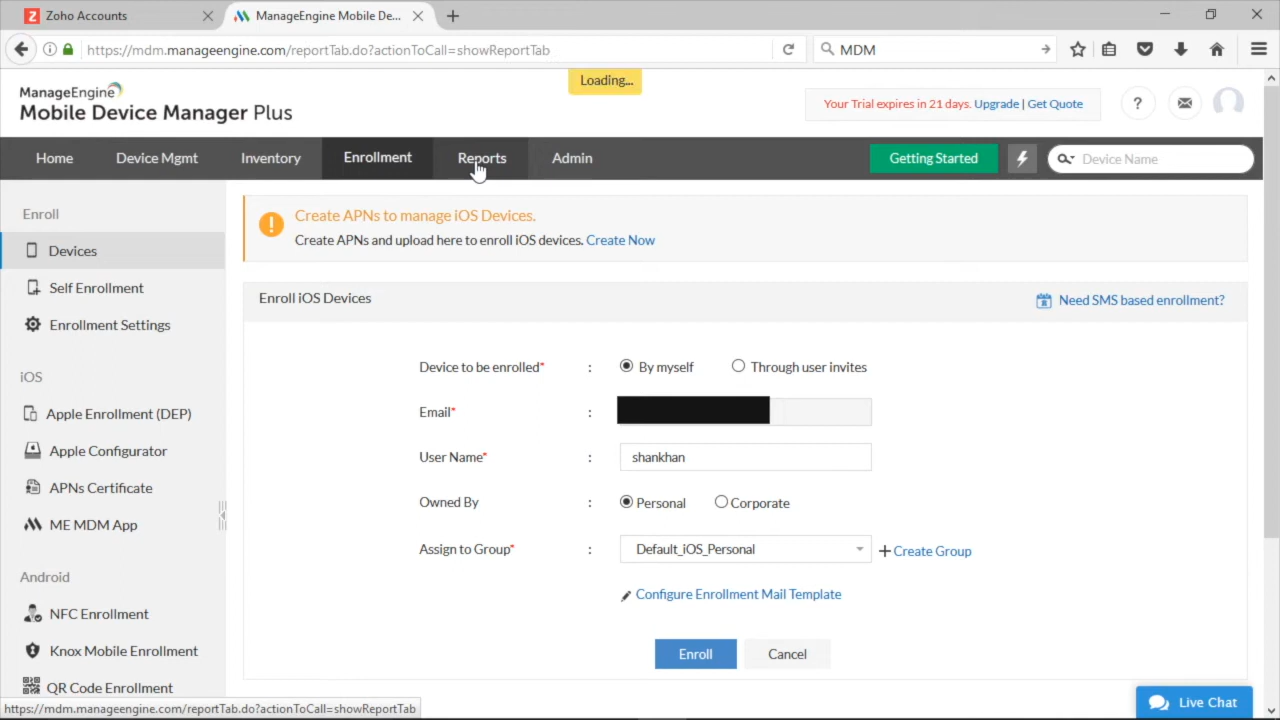 Zoho Accounts
ManageEngine Mobile De...
https://mdm.manageengine.com/reportTab.do?actionToCall=showReportTab
MDM
Loading...
ManageEngine
Mobile Device Manager Plus
Your Trial expires in 21 days. Upgrade | Get Quote
?
Home
Device Mgmt
Inventory
Enrollment
Reports
Admin
Getting Started
Device Name
Enroll
Devices
Self Enrollment
Enrollment Settings
iOS
Apple Enrollment (DEP)
Apple Configurator
APNs Certificate
ME MDM App
Android
NFC Enrollment
Knox Mobile Enrollment
QR Code Enrollment
! Create APNs to manage iOS Devices.
Create APNs and upload here to enroll iOS devices. Create Now
Enroll iOS Devices
Need SMS based enrollment?
Device to be enrolled* : By myself Through user invites
Email* :
User Name* : shankhan
Owned By : Personal Corporate
Assign to Group* : Default_iOS_Personal + Create Group
Configure Enrollment Mail Template
Enroll Cancel
https://mdm.manageengine.com/reportTab.do?actionToCall=showReportTab
Live Chat